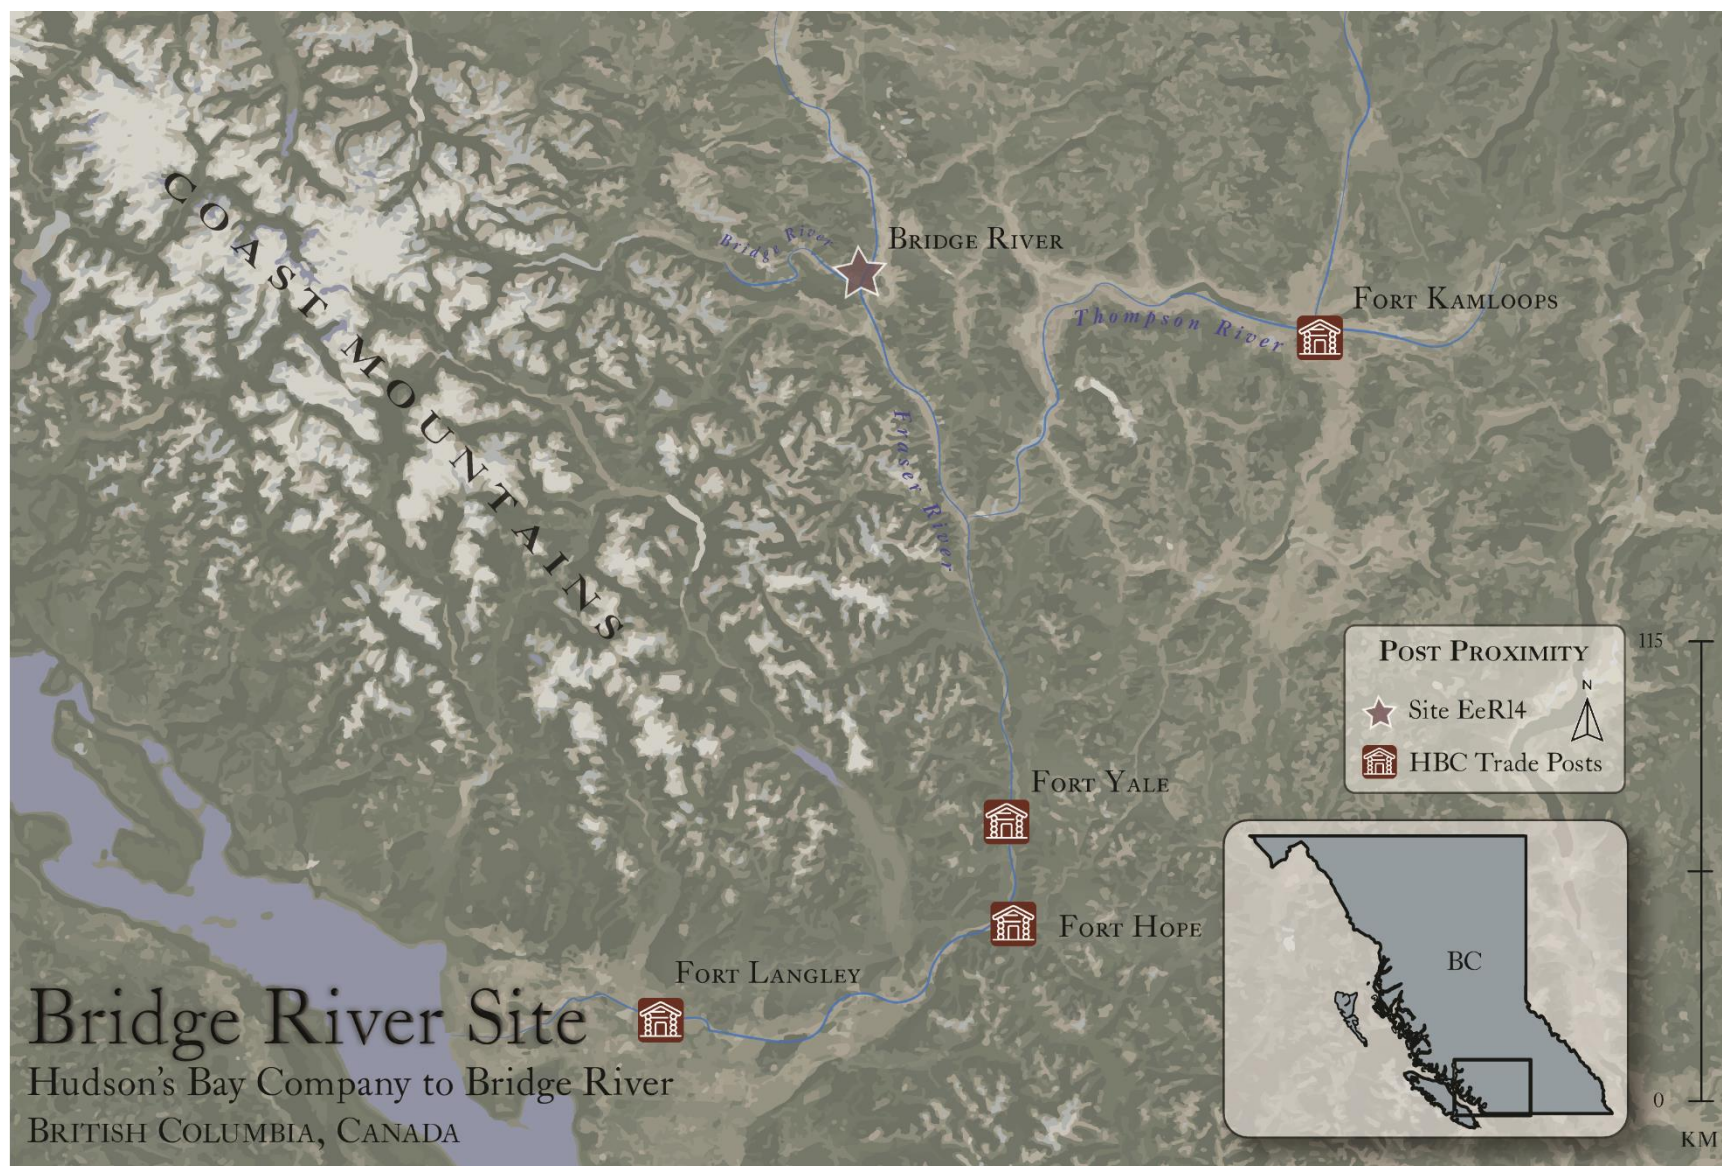 COAST MOUNTAINS
Bridge River
BRIDGE RIVER
FORT KAMLOOPS
Thompson River
Fraser River
115
POST PROXIMITY
N
Site EeRl4
HBC Trade Posts
FORT YALE
FORT HOPE
BC
FORT LANGLEY
Bridge River Site
Hudson's Bay Company to Bridge River
BRITISH COLUMBIA, CANADA
0
KM